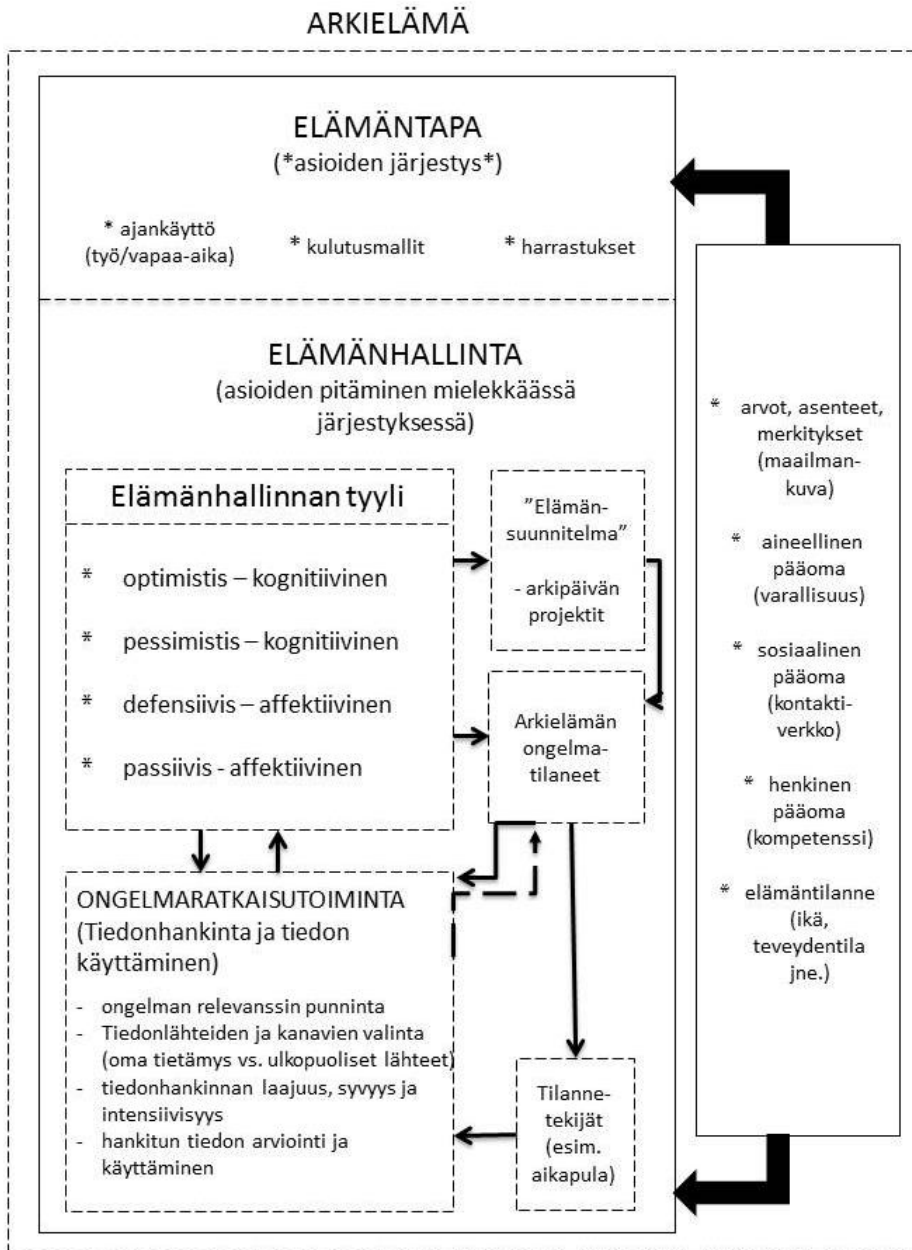 ARKIELÄMÄ
ELÄMÄNTAPA
(*asioiden järjestys*)
* ajankäyttö
(työ/vapaa-aika)
* kulutusmallit
* harrastukset
ELÄMÄNHALLINTA
(asioiden pitäminen mielekkäässä
järjestyksessä)
Elämänhallinnan tyyli
* optimistis – kognitiivinen
* pessimistis – kognitiivinen
* defensiivis – affektiivinen
* passiivis - affektiivinen
"Elämän-
suunnitelma"
- arkipäivän
projektit
Arkielämän
ongelma-
tilaneet
ONGELMARATKAISUTOIMINTA
(Tiedonhankinta ja tiedon
käyttäminen)
- ongelman relevanssin punninta
- Tiedonlähteiden ja kanavien valinta
(oma tietämys vs. ulkopuoliset lähteet)
- tiedonhankinnan laajuus, syvyys ja
intensiivisyys
- hankitun tiedon arviointi ja
käyttäminen
Tilanne-
tekijät
(esim.
aikapula)
* arvot, asenteet,
merkitykset
(maailman-
kuva)
* aineellinen
pääoma
(varallisuus)
* sosiaalinen
pääoma
(kontakti-
verkko)
* henkinen
pääoma
(kompetenssi)
* elämäntilanne
(ikä,
teveydentila
jne.)